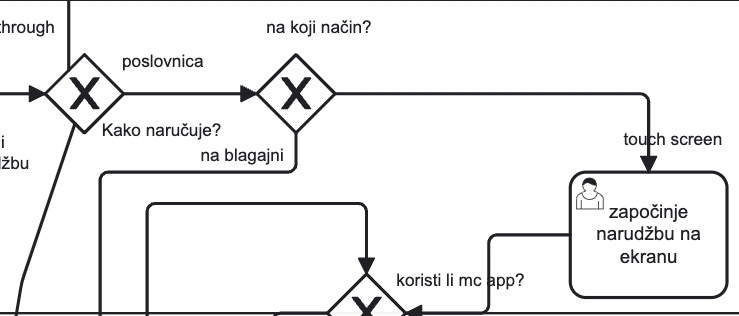 through
na koji način?
poslovnica
Kako naručuje?
i
džbu
na blagajni
touch screen
započinje
narudžbu na
ekranu
koristi li mc app?